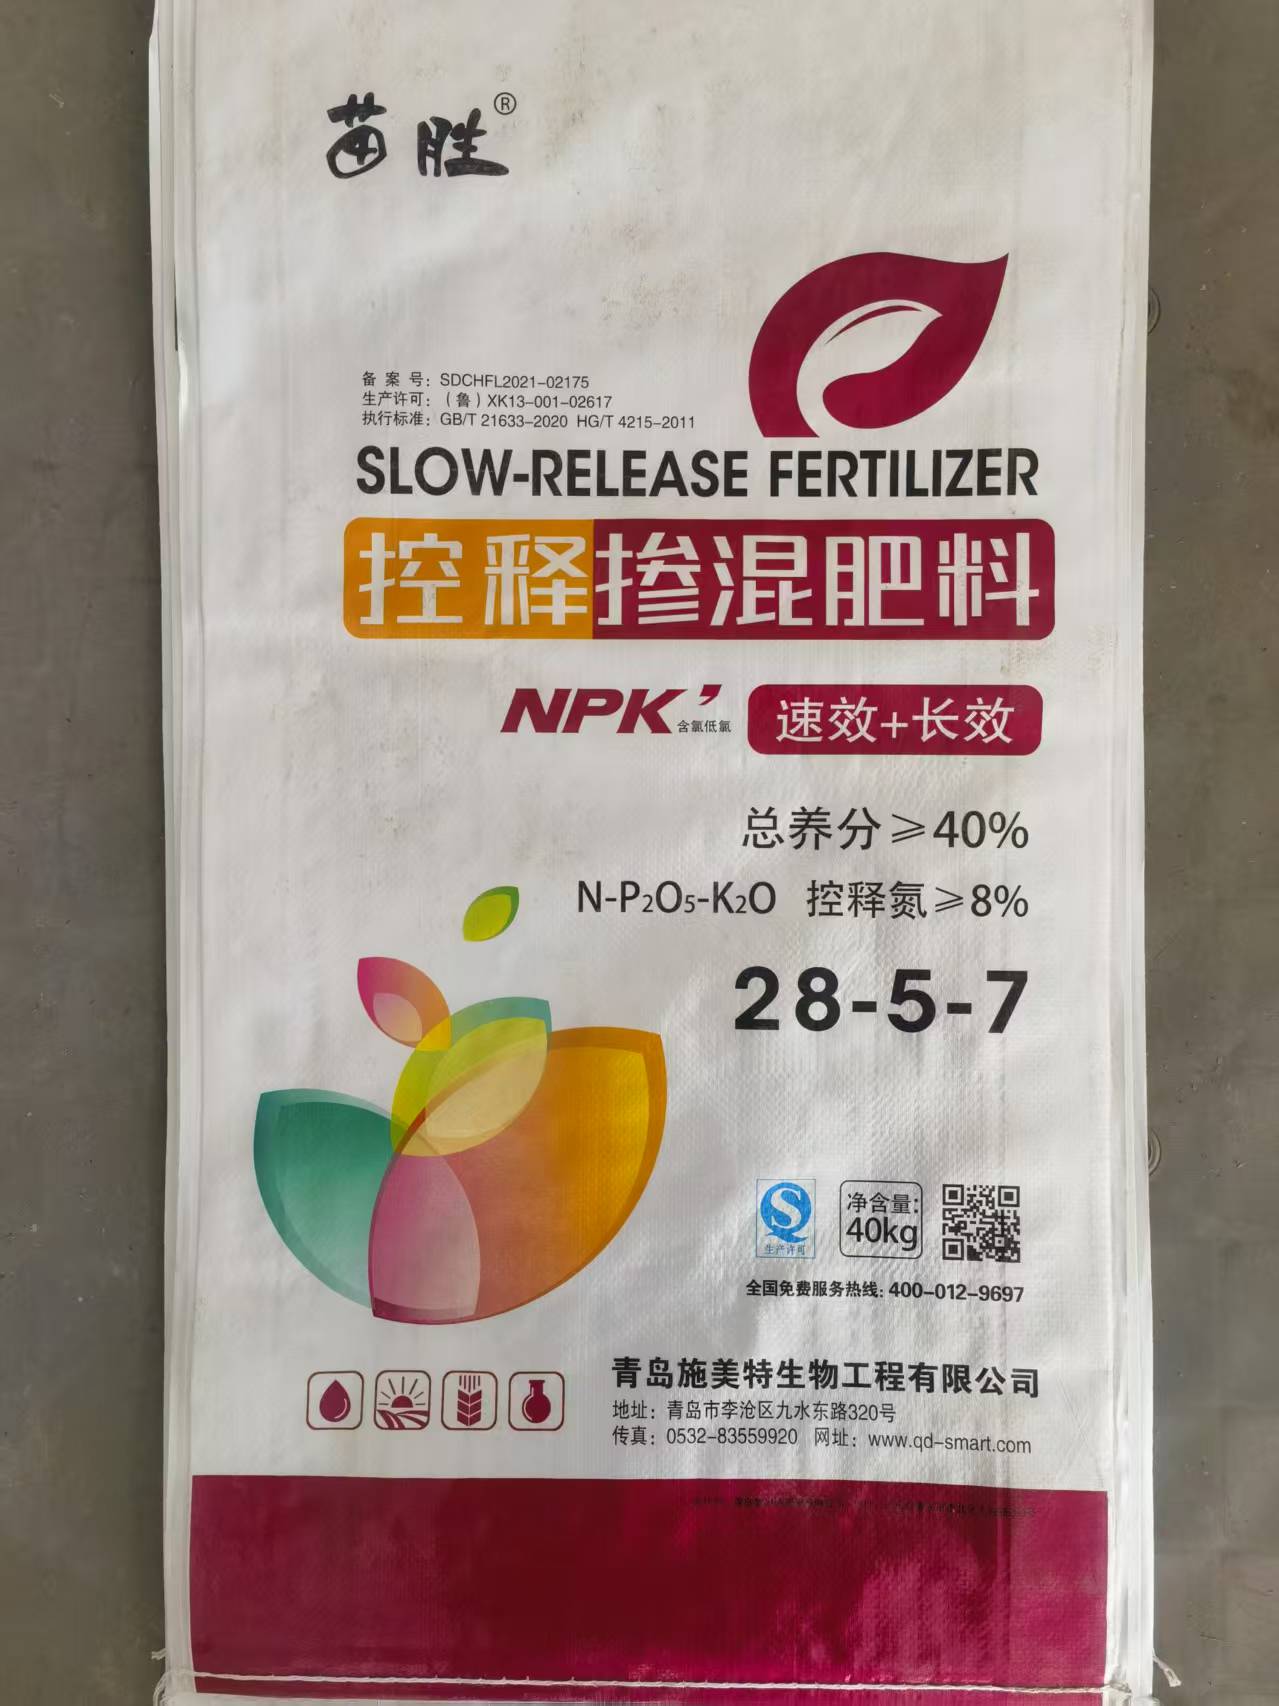 苗胜®
备案号：SDCHFL2021-02175
生产许可：（鲁）XK13-001-02617
执行标准：GB/T 21633-2020 HG/T 4215-2011
SLOW-RELEASE FERTILIZER
控释掺混肥料
NPK 含氯低氯 速效+长效
总养分≥40%
N-P₂O₅-K₂O 控释氮≥8%
28-5-7
生产许可
净含量：
40kg
全国免费服务热线：400-012-9697
青岛施美特生物工程有限公司
地址：青岛市李沧区九水东路320号
传真：0532-83559920 网址：www.qd-smart.com